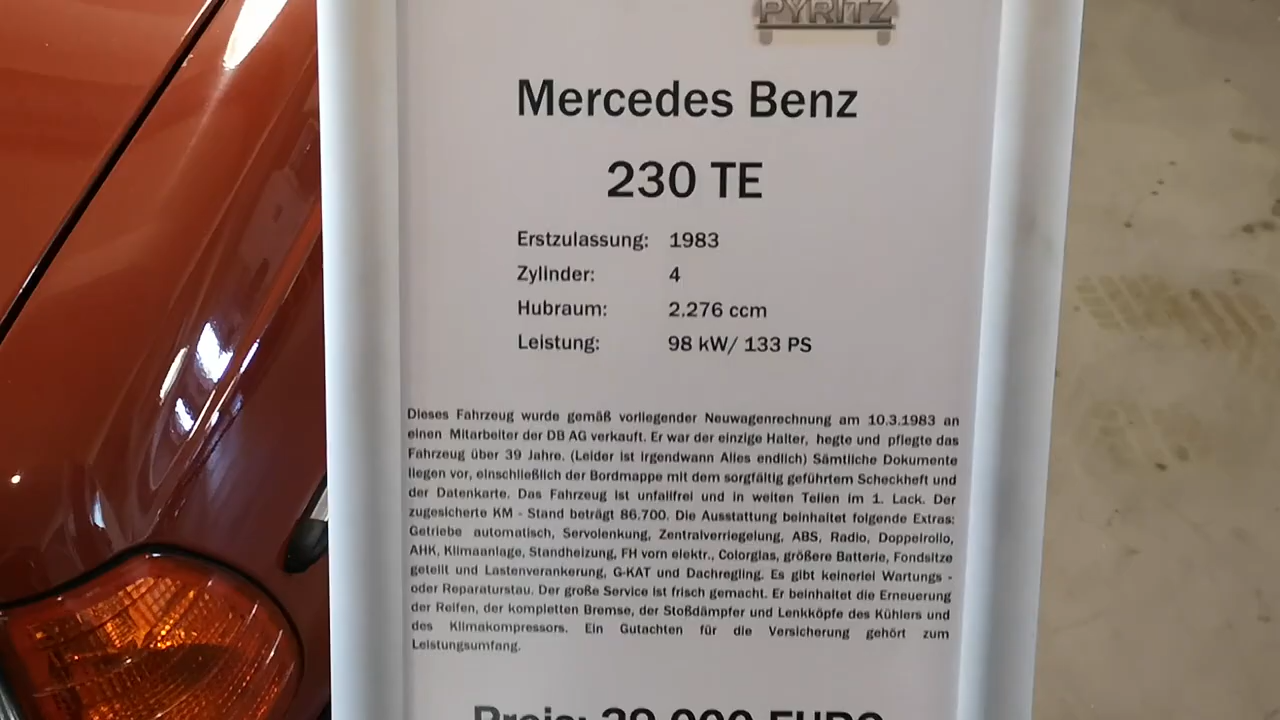 PYRITZ
Mercedes Benz
230 TE
Erstzulassung: 1983
Zylinder: 4
Hubraum: 2.276 ccm
Leistung: 98 kW/ 133 PS
Dieses Fahrzeug wurde gemäß vorliegender Neuwagenrechnung am 10.3.1983 an
einen Mitarbeiter der DB AG verkauft. Er war der einzige Halter, hegte und pflegte das
Fahrzeug über 39 Jahre. (Leider ist irgendwann Alles endlich) Sämtliche Dokumente
liegen vor, einschließlich der Bordmappe mit dem sorgfältig geführtem Scheckheft und
der Datenkarte. Das Fahrzeug ist unfallfrei und in weiten Teilen im 1. Lack. Der
zugesicherte KM - Stand beträgt 86.700. Die Ausstattung beinhaltet folgende Extras:
Getriebe automatisch, Servolenkung, Zentralverriegelung, ABS, Radio, Doppelrollo,
AHK, Klimaanlage, Standheizung, FH vorn elektr., Colorglas, größere Batterie, Fondsitze
geteilt und Lastenverankerung, G-KAT und Dachregling. Es gibt keinerlei Wartungs -
oder Reparaturstau. Der große Service ist frisch gemacht. Er beinhaltet die Erneuerung
der Reifen, der kompletten Bremse, der Stoßdämpfer und Lenkköpfe des Kühlers und
des Klimakompressors. Ein Gutachten für die Versicherung gehört zum
Leistungsumfang.
Preis: 000 EURO